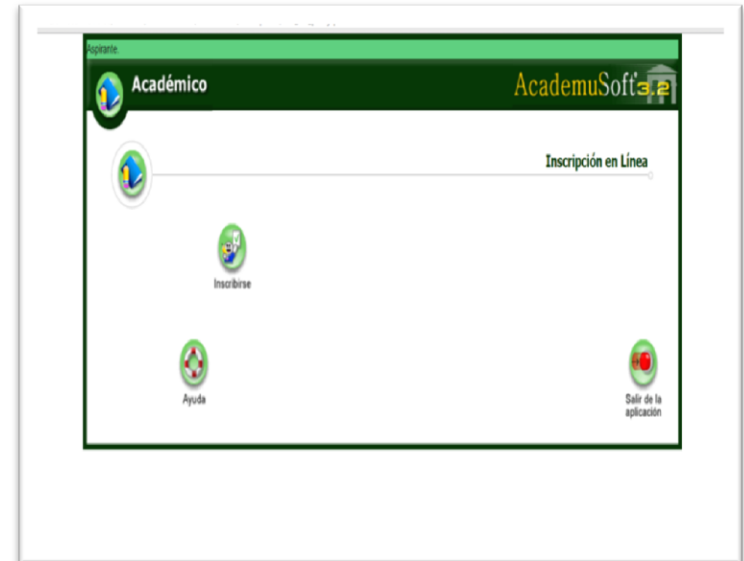 Aspirante.
Académico
AcademuSoft 3.2
Inscripción en Línea
Inscribirse
Ayuda
Salir de la
aplicación